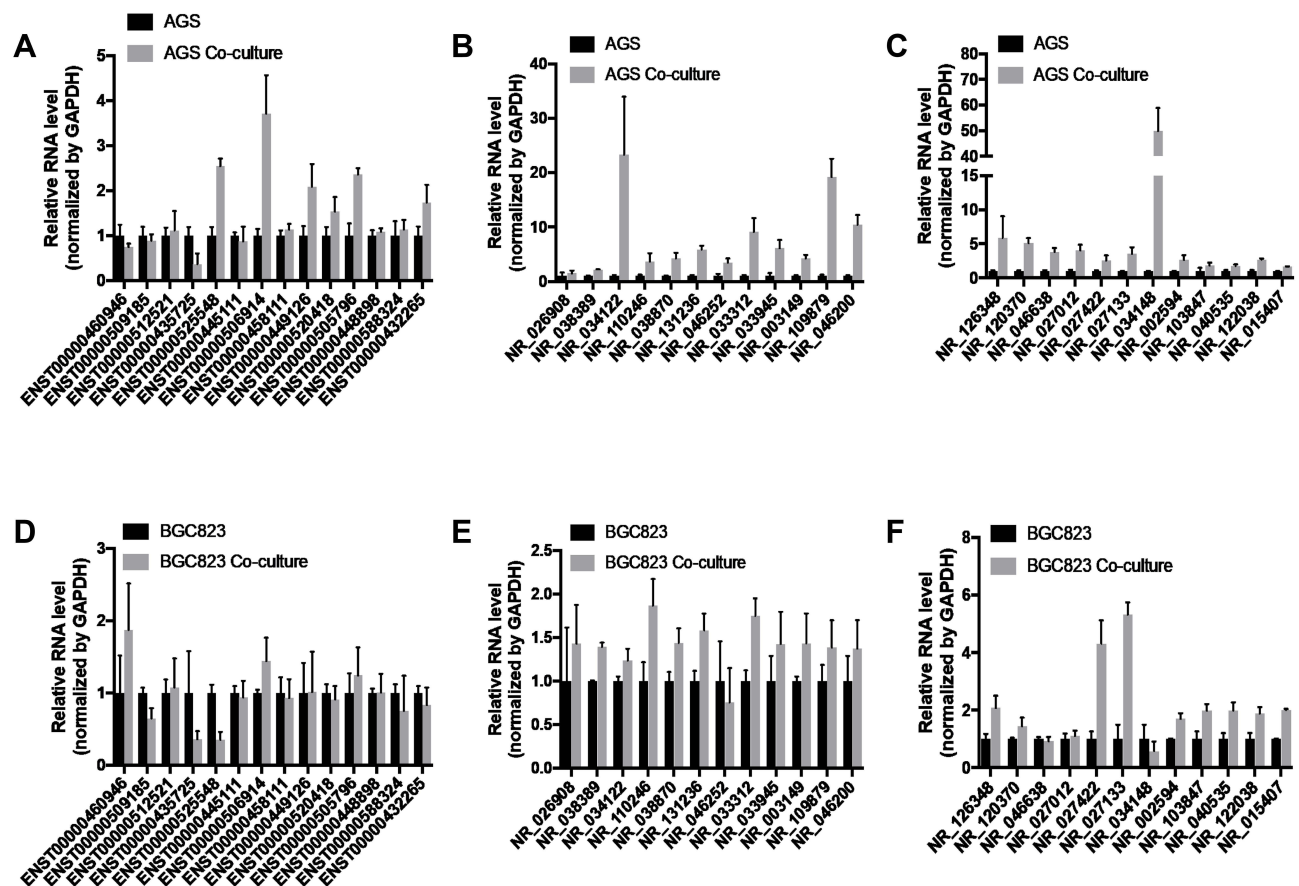 A
AGS
AGS Co-culture
Relative RNA level
(normalized by GAPDH)
5
4
3
2
1
0
ENST00000460946
ENST00000509185
ENST00000512521
ENST00000435725
ENST00000525548
ENST00000445111
ENST00000506914
ENST00000458111
ENST00000449126
ENST00000520418
ENST00000505796
ENST00000448898
ENST00000588324
ENST00000432265
B
AGS
AGS Co-culture
Relative RNA level
(normalized by GAPDH)
40
30
20
10
0
NR_026908
NR_038389
NR_034122
NR_110246
NR_038870
NR_131236
NR_046252
NR_033312
NR_033945
NR_003149
NR_109879
NR_046200
C
AGS
AGS Co-culture
Relative RNA level
(normalized by GAPDH)
80
70
60
50
40
15
10
5
0
NR_126348
NR_120370
NR_046638
NR_027012
NR_027422
NR_027133
NR_034148
NR_002594
NR_103847
NR_040535
NR_122038
NR_015407
D
BGC823
BGC823 Co-culture
Relative RNA level
(normalized by GAPDH)
3
2
1
0
ENST00000460946
ENST00000509185
ENST00000512521
ENST00000435725
ENST00000525548
ENST00000445111
ENST00000506914
ENST00000458111
ENST00000449126
ENST00000520418
ENST00000505796
ENST00000448898
ENST00000588324
ENST00000432265
E
BGC823
BGC823 Co-culture
Relative RNA level
(normalized by GAPDH)
2.5
2.0
1.5
1.0
0.5
0.0
NR_026908
NR_038389
NR_034122
NR_110246
NR_038870
NR_131236
NR_046252
NR_033312
NR_033945
NR_003149
NR_109879
NR_046200
F
BGC823
BGC823 Co-culture
Relative RNA level
(normalized by GAPDH)
8
6
4
2
0
NR_126348
NR_120370
NR_046638
NR_027012
NR_027422
NR_027133
NR_034148
NR_002594
NR_103847
NR_040535
NR_122038
NR_015407